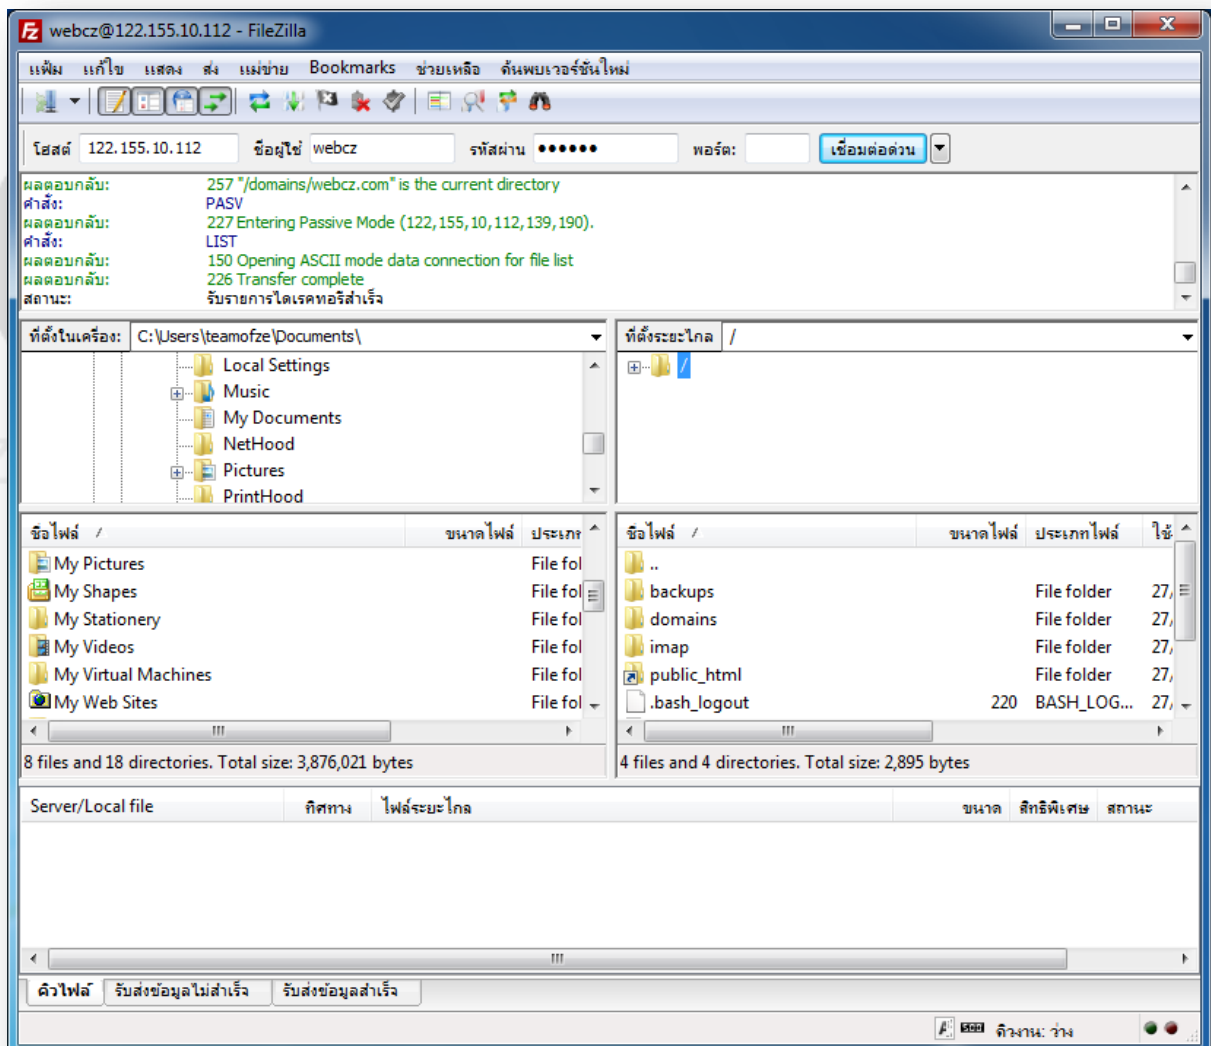 webcz@122.155.10.112 - FileZilla
แฟ้ม แก้ไข แสดง ส่ง แม่ข่าย Bookmarks ช่วยเหลือ ค้นพบเวอร์ชั่นใหม่
โฮสต์ 122.155.10.112 ชื่อผู้ใช้ webcz รหัสผ่าน ●●●●●● พอร์ต: เชื่อมต่อด่วน
ผลตอบกลับ: 257 "/domains/webcz.com" is the current directory
คำสั่ง: PASV
ผลตอบกลับ: 227 Entering Passive Mode (122,155,10,112,139,190).
คำสั่ง: LIST
ผลตอบกลับ: 150 Opening ASCII mode data connection for file list
ผลตอบกลับ: 226 Transfer complete
สถานะ: รับรายการไดเรคทอรีสำเร็จ
ที่ตั้งในเครื่อง: C:\Users\teamofze\Documents\
Local Settings
Music
My Documents
NetHood
Pictures
PrintHood
ที่ตั้งระยะไกล /
/
ชื่อไฟล์ / ขนาดไฟล์ ประเภท
My Pictures File fol
My Shapes File fol
My Stationery File fol
My Videos File fol
My Virtual Machines File fol
My Web Sites File fol
8 files and 18 directories. Total size: 3,876,021 bytes
ชื่อไฟล์ / ขนาดไฟล์ ประเภทไฟล์ ใช้
..
backups File folder 27,
domains File folder 27,
imap File folder 27,
public_html File folder 27,
.bash_logout 220 BASH_LOG... 27,
4 files and 4 directories. Total size: 2,895 bytes
Server/Local file ทิศทาง ไฟล์ระยะไกล ขนาด สิทธิพิเศษ สถานะ
คิวไฟล์ รับส่งข้อมูลไม่สำเร็จ รับส่งข้อมูลสำเร็จ
คิวงาน: ว่าง